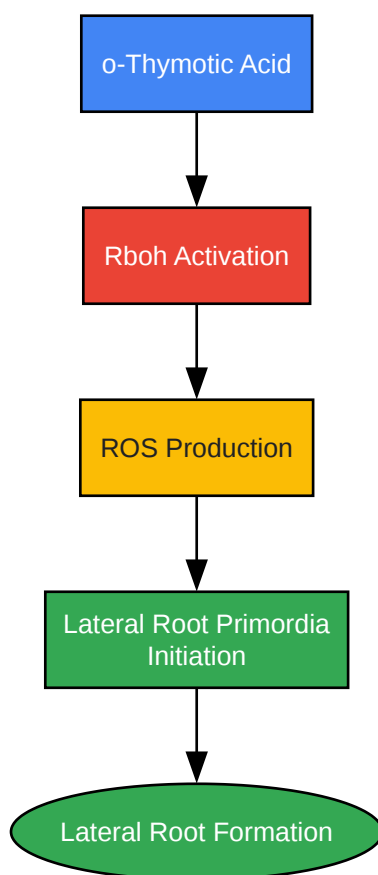 o-Thymotic Acid
Rboh Activation
ROS Production
Lateral Root Primordia
Initiation
Lateral Root Formation